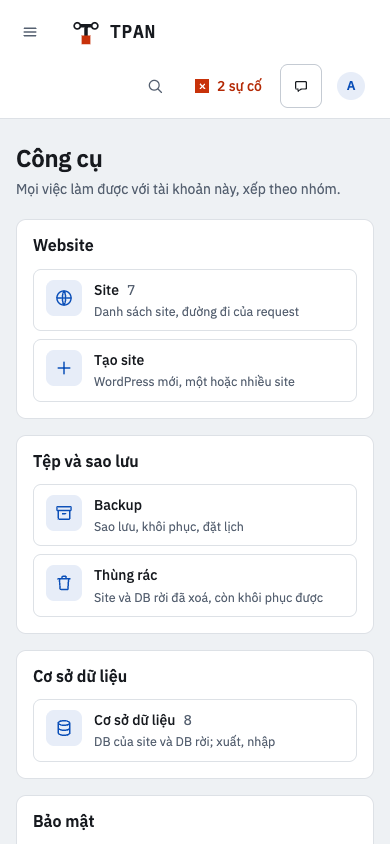 TPAN
2 sự cố
A
Công cụ
Mọi việc làm được với tài khoản này, xếp theo nhóm.
Website
Site 7
Danh sách site, đường đi của request
Tạo site
WordPress mới, một hoặc nhiều site
Tệp và sao lưu
Backup
Sao lưu, khôi phục, đặt lịch
Thùng rác
Site và DB rời đã xoá, còn khôi phục được
Cơ sở dữ liệu
Cơ sở dữ liệu 8
DB của site và DB rời; xuất, nhập
Bảo mật